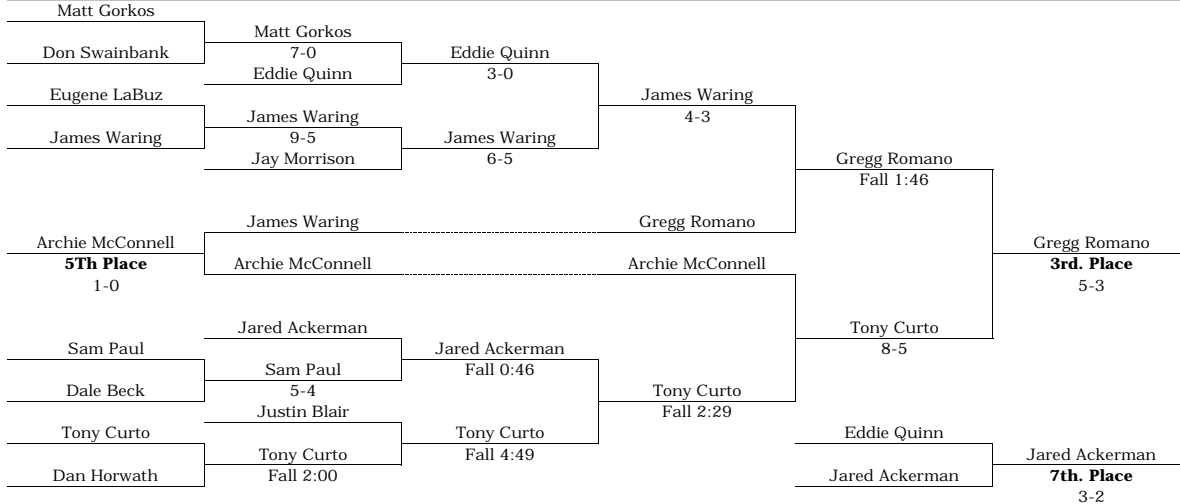 Matt Gorkos
Matt Gorkos
Don Swainbank
7-0
Eddie Quinn
Eddie Quinn
3-0
Eugene LaBuz
James Waring
James Waring
4-3
James Waring
9-5
James Waring
Jay Morrison
6-5
Gregg Romano
Fall 1:46
James Waring
Gregg Romano
Archie McConnell
Gregg Romano
5Th Place
Archie McConnell
Archie McConnell
3rd. Place
1-0
5-3
Jared Ackerman
Tony Curto
Sam Paul
Jared Ackerman
8-5
Sam Paul
Fall 0:46
Dale Beck
5-4
Tony Curto
Justin Blair
Fall 2:29
Tony Curto
Tony Curto
Eddie Quinn
Tony Curto
Fall 4:49
Jared Ackerman
Dan Horwath
Fall 2:00
Jared Ackerman
7th. Place
3-2